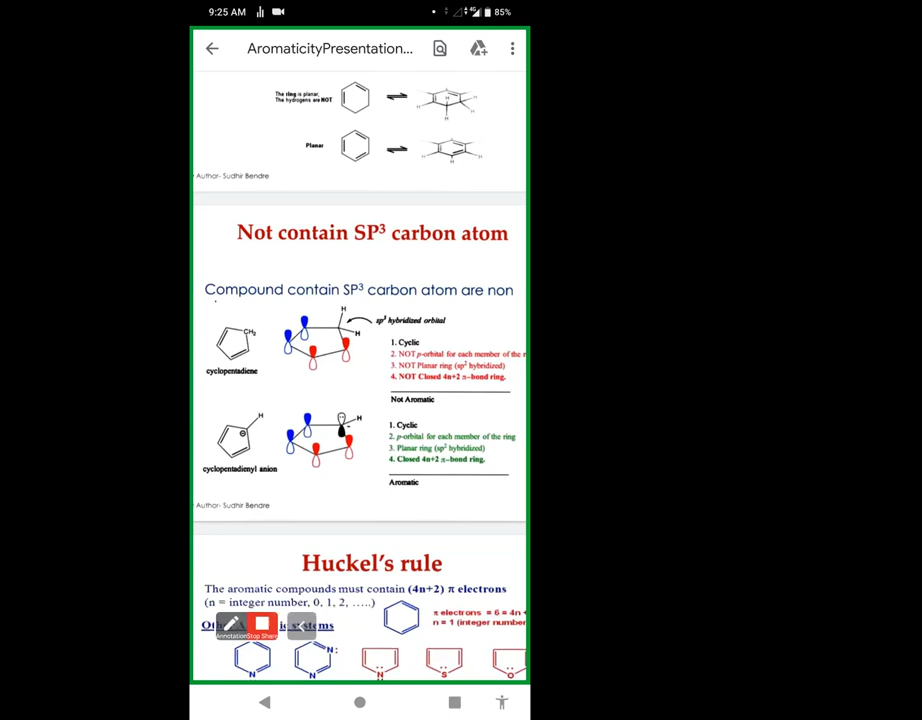 9:25 AM
4G
85%
AromaticityPresentation...
The ring is planar,
The hydrogens are NOT
H
H
H
H
H
Planar
H
H
H
Author- Sudhir Bendre
Not contain SP³ carbon atom
Compound contain SP³ carbon atom are non
H
sp³ hybridized orbital
CH₂
H
1. Cyclic
2. NOT p-orbital for each member of the r
3. NOT Planar ring (sp² hybridized)
cyclopentadiene
4. NOT Closed 4n+2 π-bond ring.
Not Aromatic
H
H
1. Cyclic
2. p-orbital for each member of the ring
3. Planar ring (sp² hybridized)
4. Closed 4n+2 π-bond ring.
cyclopentadienyl anion
Aromatic
Author- Sudhir Bendre
Huckel's rule
The aromatic compounds must contain (4n+2) π electrons
(n = integer number, 0, 1, 2, …..)
π electrons = 6 = 4n +
n = 1 (integer number
Annotation
Stop Share
N
N:
N
N
S
O